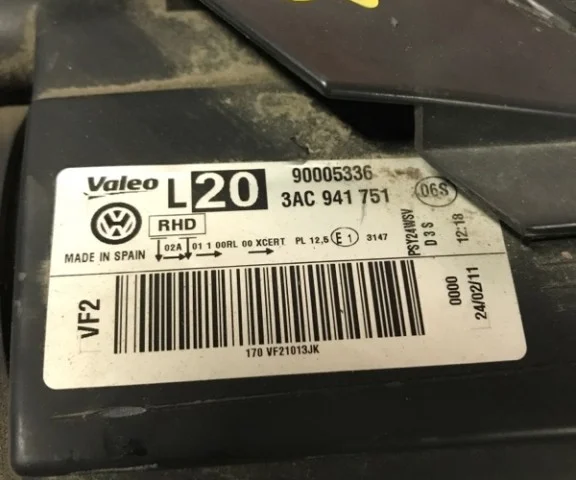 Valeo L 20 90005336
3AC 941 751
06S
RHD
MADE IN SPAIN
02A 01 1 00RL 00 XCERT PL 12,5 E1 3147
PSY24WSV
D3S
12:18
VF2
0000
24/02/11
170 VF21013JK